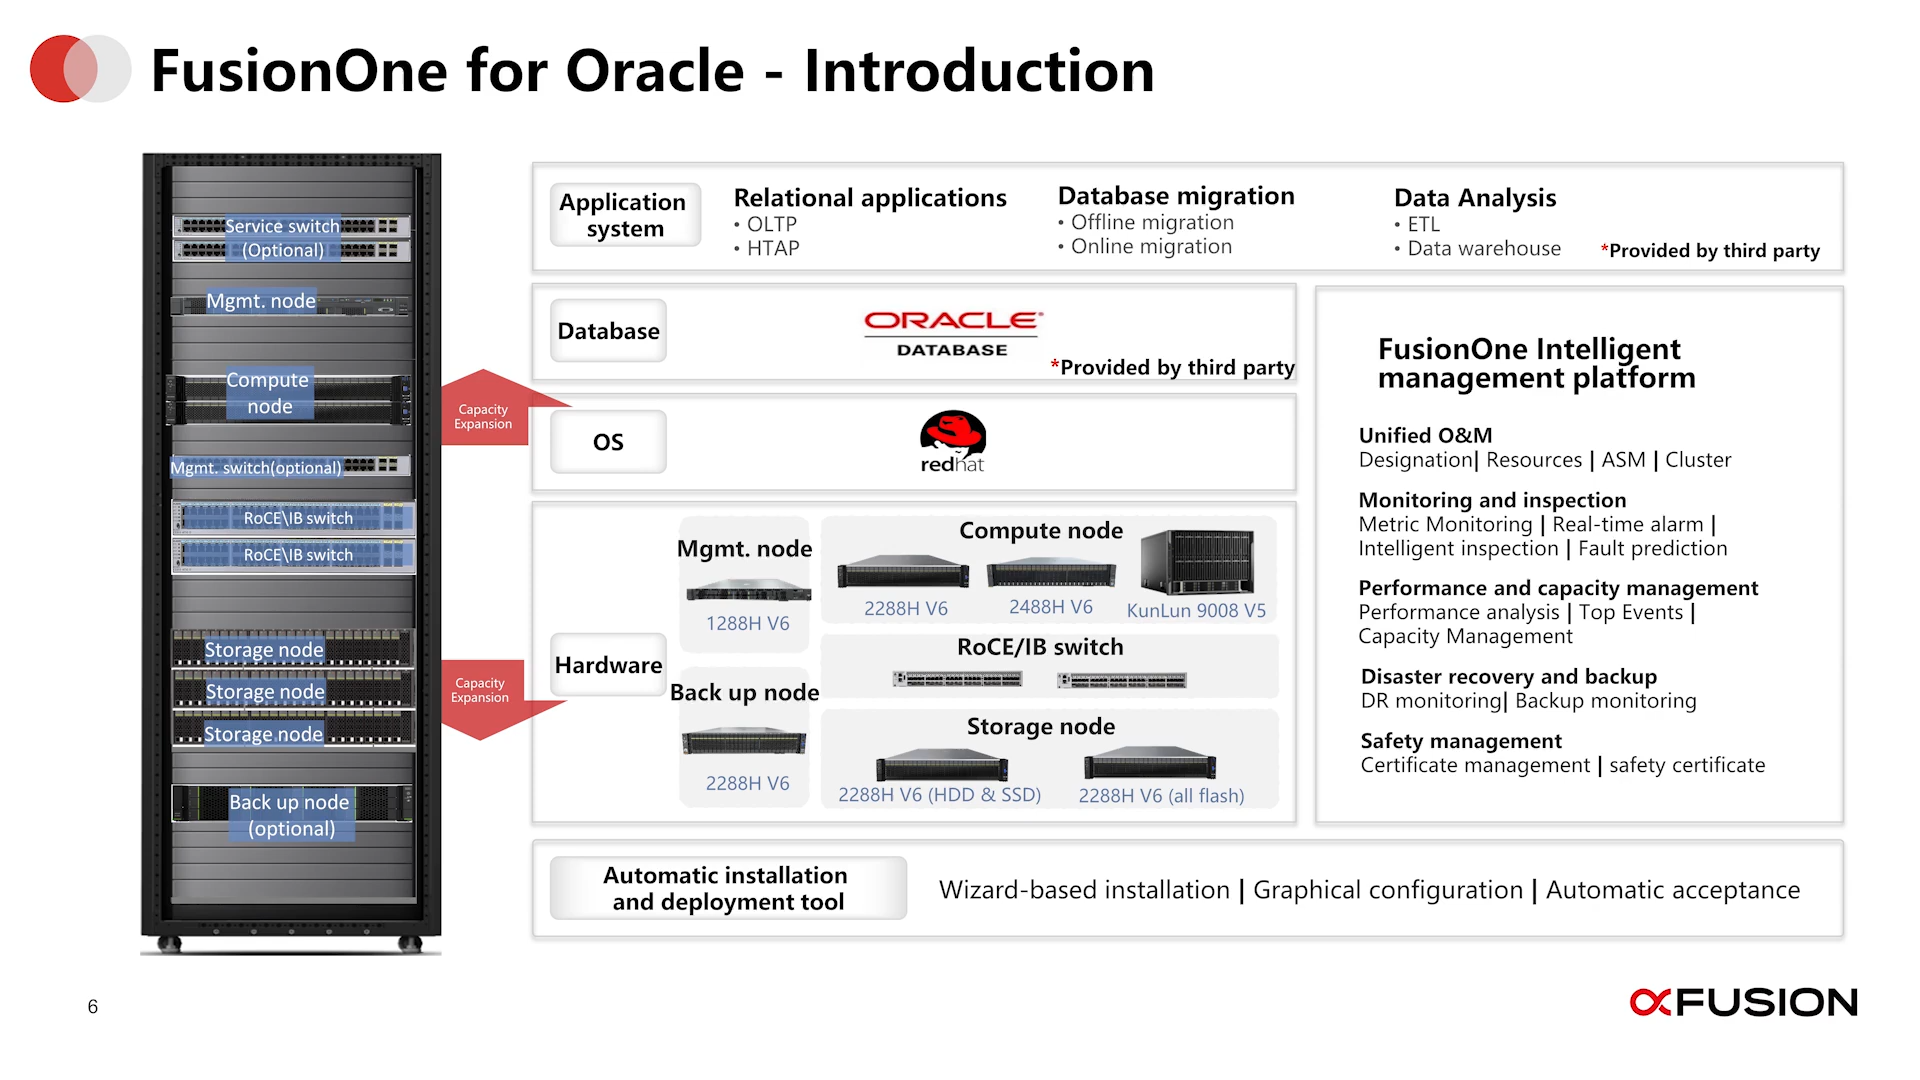 FusionOne for Oracle - Introduction
Service switch
(Optional)
Mgmt. node
Compute
node
Mgmt. switch(optional)
RoCE\IB switch
RoCE\IB switch
Storage node
Storage node
Storage node
Back up node
(optional)
Capacity
Expansion
Capacity
Expansion
Application
system
Relational applications
• OLTP
• HTAP
Database migration
• Offline migration
• Online migration
Data Analysis
• ETL
• Data warehouse
*Provided by third party
Database
ORACLE®
DATABASE
*Provided by third party
OS
redhat
Hardware
Mgmt. node
1288H V6
Back up node
2288H V6
Compute node
2288H V6
2488H V6
KunLun 9008 V5
RoCE/IB switch
Storage node
2288H V6 (HDD & SSD)
2288H V6 (all flash)
FusionOne Intelligent
management platform
Unified O&M
Designation| Resources | ASM | Cluster
Monitoring and inspection
Metric Monitoring | Real-time alarm |
Intelligent inspection | Fault prediction
Performance and capacity management
Performance analysis | Top Events |
Capacity Management
Disaster recovery and backup
DR monitoring| Backup monitoring
Safety management
Certificate management | safety certificate
Automatic installation
and deployment tool
Wizard-based installation | Graphical configuration | Automatic acceptance
6
XFUSION